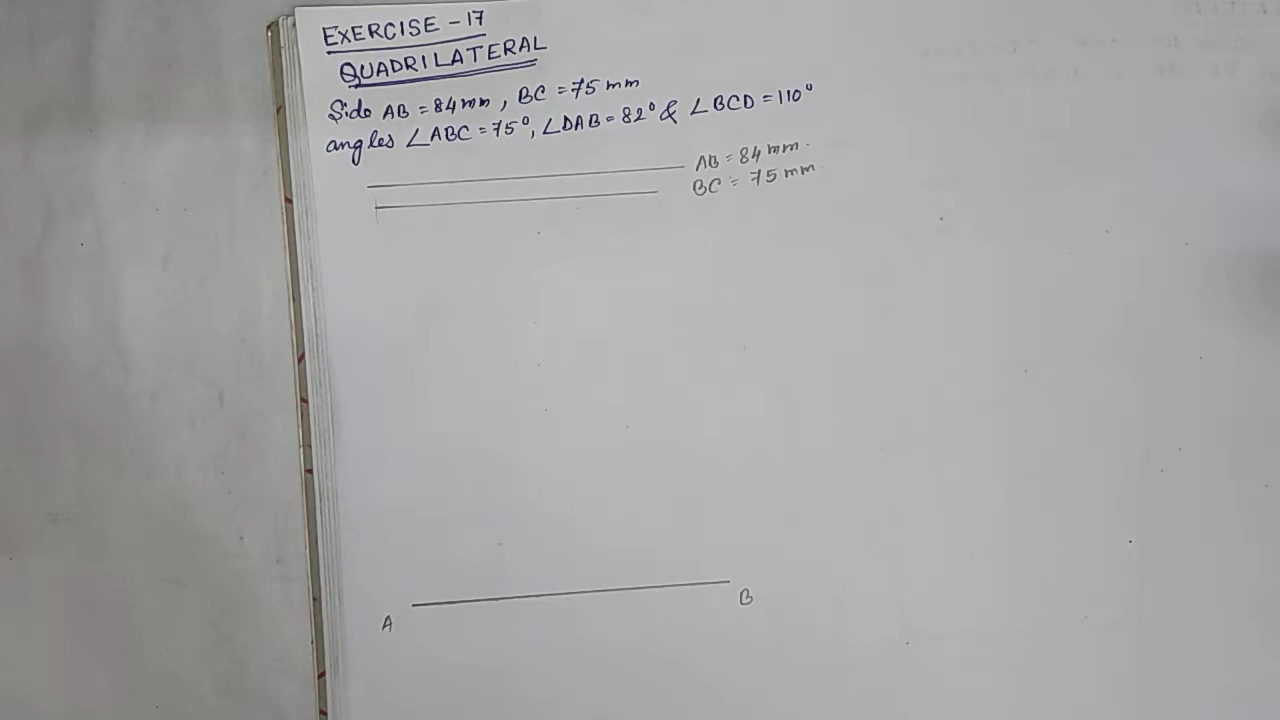 EXERCISE - 17
QUADRILATERAL
Side AB = 84 mm, BC = 75 mm
angles ∠ABC = 75°, ∠DAB = 82° & ∠BCD = 110°
AB = 84 mm.
BC = 75 mm.
A
B